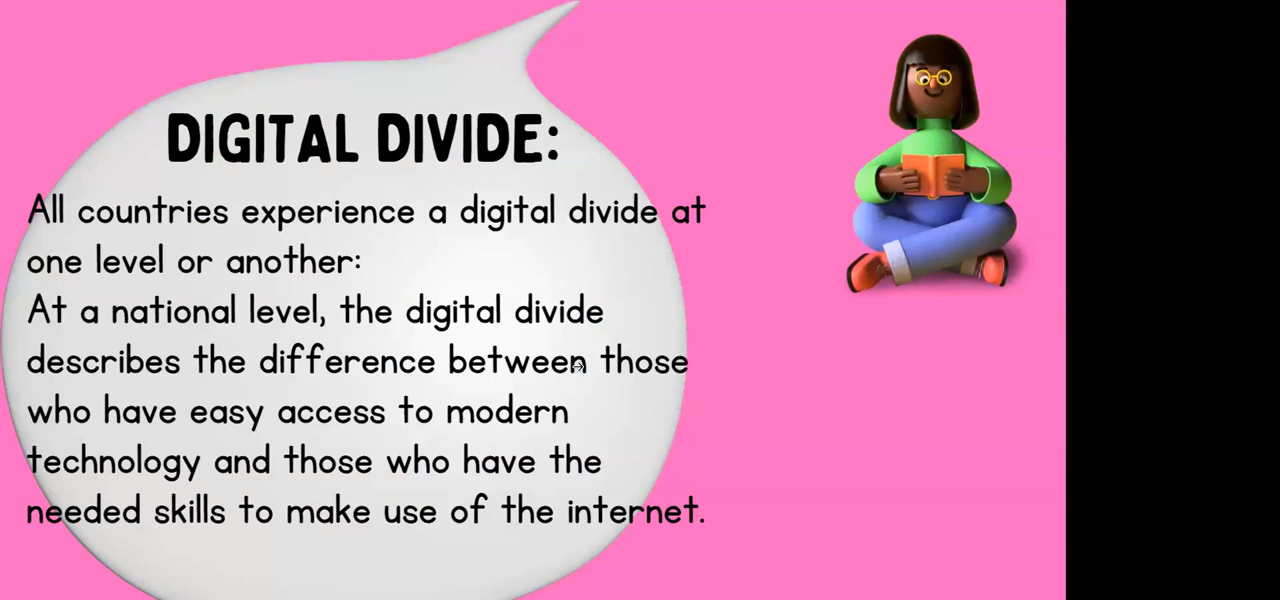 DIGITAL DIVIDE:
All countries experience a digital divide at
one level or another:
At a national level, the digital divide
describes the difference between those
who have easy access to modern
technology and those who have the
needed skills to make use of the internet.